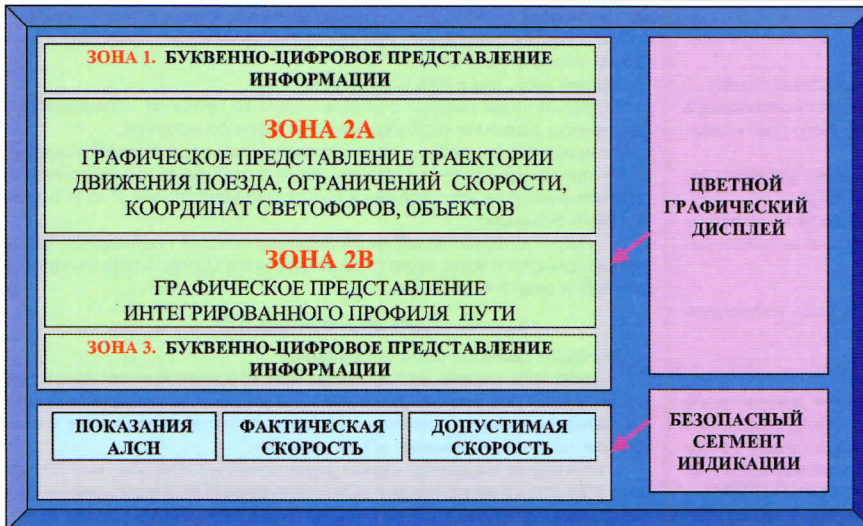 ЗОНА 1. БУКВЕННО-ЦИФРОВОЕ ПРЕДСТАВЛЕНИЕ
ИНФОРМАЦИИ
ЗОНА 2А
ГРАФИЧЕСКОЕ ПРЕДСТАВЛЕНИЕ ТРАЕКТОРИИ
ДВИЖЕНИЯ ПОЕЗДА, ОГРАНИЧЕНИЙ СКОРОСТИ,
КООРДИНАТ СВЕТОФОРОВ, ОБЪЕКТОВ
ЗОНА 2В
ГРАФИЧЕСКОЕ ПРЕДСТАВЛЕНИЕ
ИНТЕГРИРОВАННОГО ПРОФИЛЯ ПУТИ
ЗОНА 3. БУКВЕННО-ЦИФРОВОЕ ПРЕДСТАВЛЕНИЕ
ИНФОРМАЦИИ
ЦВЕТНОЙ
ГРАФИЧЕСКИЙ
ДИСПЛЕЙ
ПОКАЗАНИЯ
АЛСН
ФАКТИЧЕСКАЯ
СКОРОСТЬ
ДОПУСТИМАЯ
СКОРОСТЬ
БЕЗОПАСНЫЙ
СЕГМЕНТ
ИНДИКАЦИИ